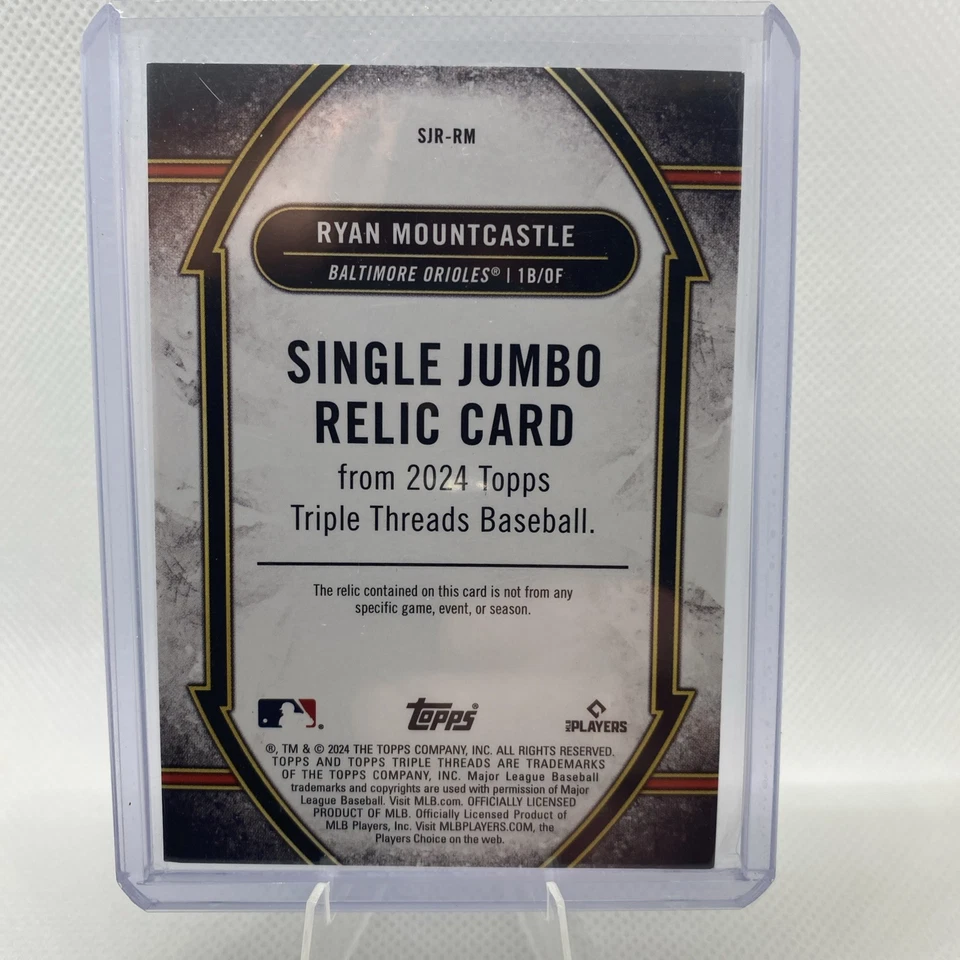 SJR-RM
RYAN MOUNTCASTLE
BALTIMORE ORIOLES® | 1B/OF
SINGLE JUMBO
RELIC CARD
from 2024 Topps
Triple Threads Baseball.
The relic contained on this card is not from any
specific game, event, or season.
topps®
MLB PLAYERS
®, TM & © 2024 THE TOPPS COMPANY, INC. ALL RIGHTS RESERVED.
TOPPS AND TOPPS TRIPLE THREADS ARE TRADEMARKS
OF THE TOPPS COMPANY, INC. Major League Baseball
trademarks and copyrights are used with permission of Major
League Baseball. Visit MLB.com. OFFICIALLY LICENSED
PRODUCT OF MLB. Officially Licensed Product of
MLB Players, Inc. Visit MLBPLAYERS.COM, the
Players Choice on the web.